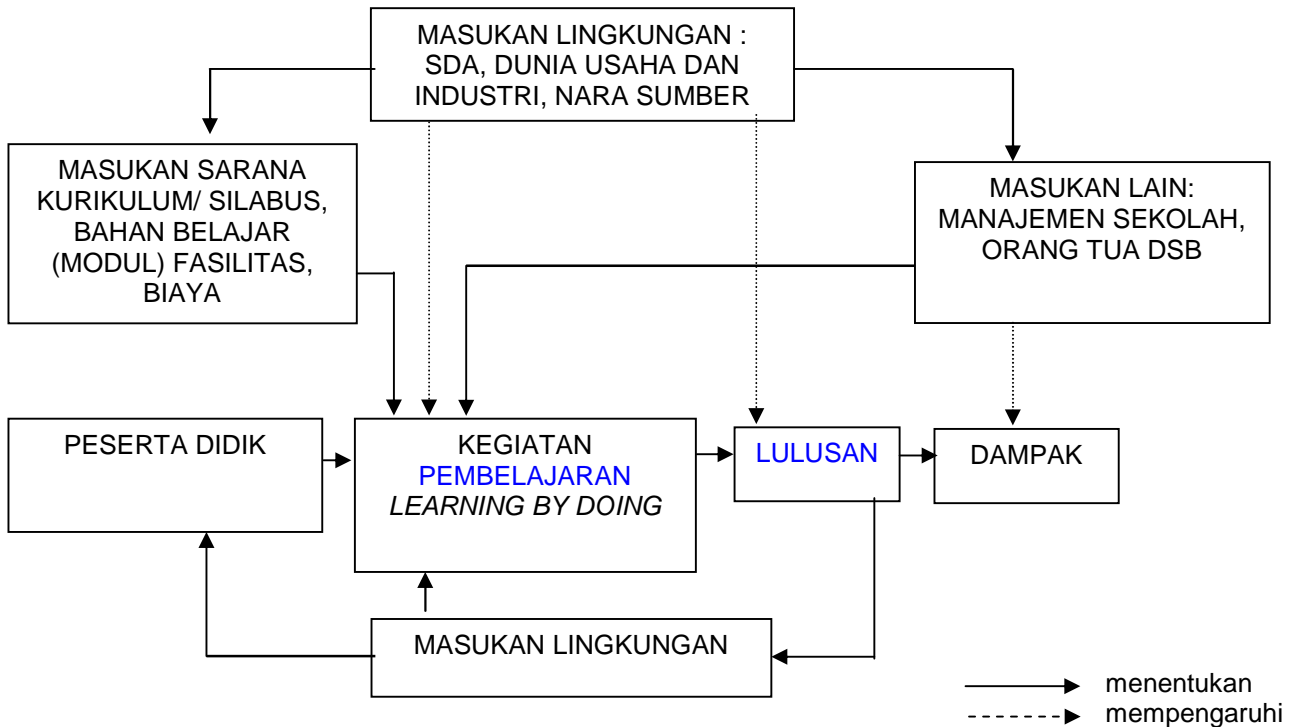 MASUKAN LINGKUNGAN :
SDA, DUNIA USAHA DAN
INDUSTRI, NARA SUMBER
MASUKAN SARANA
KURIKULUM/ SILABUS,
BAHAN BELAJAR
(MODUL) FASILITAS,
BIAYA
MASUKAN LAIN:
MANAJEMEN SEKOLAH,
ORANG TUA DSB
PESERTA DIDIK
KEGIATAN
PEMBELAJARAN
LEARNING BY DOING
LULUSAN
DAMPAK
MASUKAN LINGKUNGAN
menentukan
mempengaruhi